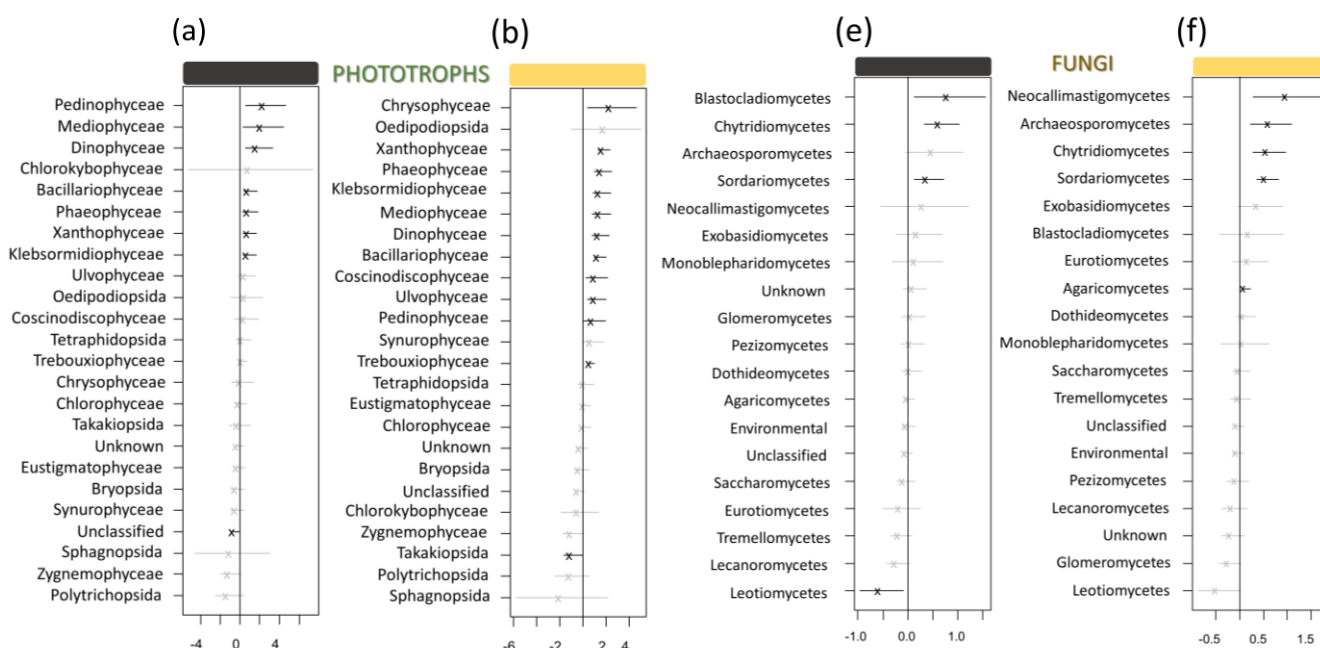 (a)
(b)
(e)
(f)
PHOTOTROPHS
FUNGI
Pedinophyceae
Mediophyceae
Dinophyceae
Chlorokybophyceae
Bacillariophyceae
Phaeophyceae
Xanthophyceae
Klebsormidiophyceae
Ulvophyceae
Oedipodiopsida
Coscinodiscophyceae
Tetraphidopsida
Trebouxiophyceae
Chrysophyceae
Chlorophyceae
Takakiopsida
Unknown
Eustigmatophyceae
Bryopsida
Synurophyceae
Unclassified
Sphagnopsida
Zygnemophyceae
Polytrichopsida
-4 0 4
Chrysophyceae
Oedipodiopsida
Xanthophyceae
Phaeophyceae
Klebsormidiophyceae
Mediophyceae
Dinophyceae
Bacillariophyceae
Coscinodiscophyceae
Ulvophyceae
Pedinophyceae
Synurophyceae
Trebouxiophyceae
Tetraphidopsida
Eustigmatophyceae
Chlorophyceae
Unknown
Bryopsida
Unclassified
Chlorokybophyceae
Zygnemophyceae
Takakiopsida
Polytrichopsida
Sphagnopsida
-6 -2 2 4
Blastocladiomycetes
Chytridiomycetes
Archaeosporomycetes
Sordariomycetes
Neocallimastigomycetes
Exobasidiomycetes
Monoblepharidomycetes
Unknown
Glomeromycetes
Pezizomycetes
Dothideomycetes
Agaricomycetes
Environmental
Unclassified
Saccharomycetes
Eurotiomycetes
Tremellomycetes
Lecanoromycetes
Leotiomycetes
-1.0 0.0 1.0
Neocallimastigomycetes
Archaeosporomycetes
Chytridiomycetes
Sordariomycetes
Exobasidiomycetes
Blastocladiomycetes
Eurotiomycetes
Agaricomycetes
Dothideomycetes
Monoblepharidomycetes
Saccharomycetes
Tremellomycetes
Unclassified
Environmental
Pezizomycetes
Lecanoromycetes
Unknown
Glomeromycetes
Leotiomycetes
-0.5 0.5 1.5